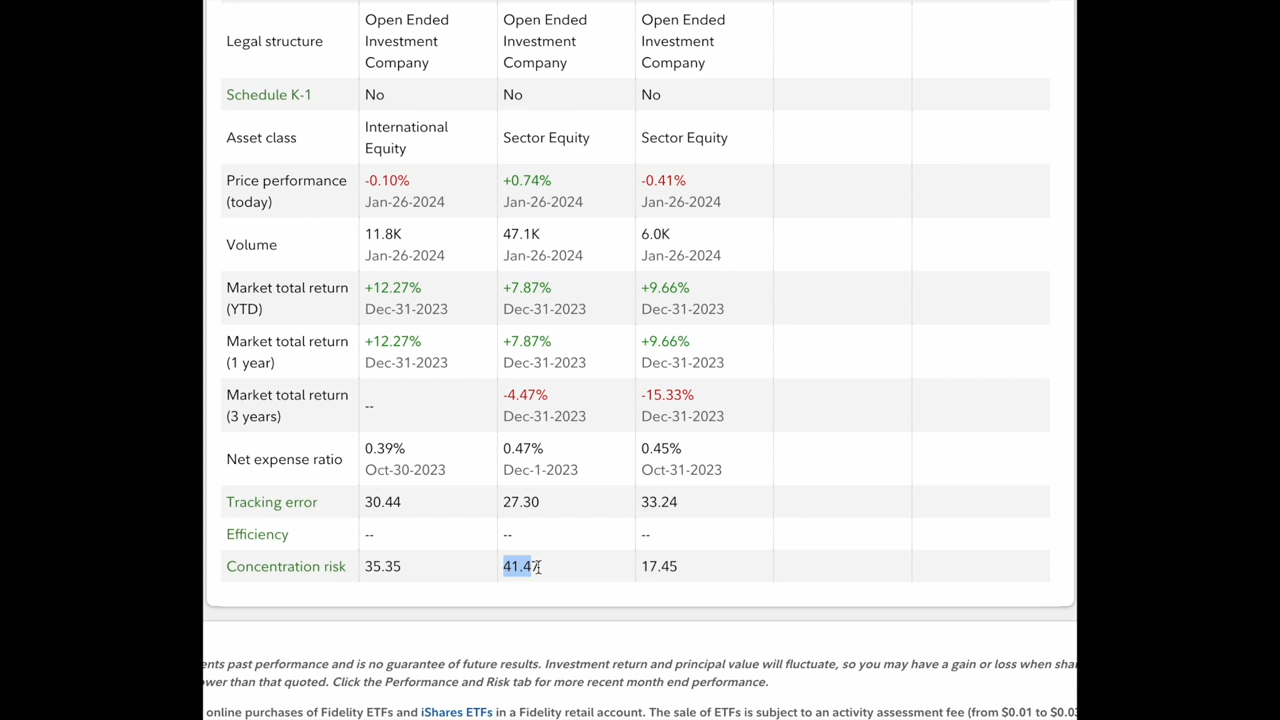 Open Ended Open Ended Open Ended
Legal structure Investment Investment Investment
Company Company Company
Schedule K-1 No No No
International
Asset class Sector Equity Sector Equity
Equity
Price performance -0.10% +0.74% -0.41%
(today) Jan-26-2024 Jan-26-2024 Jan-26-2024
11.8K 47.1K 6.0K
Volume
Jan-26-2024 Jan-26-2024 Jan-26-2024
Market total return +12.27% +7.87% +9.66%
(YTD) Dec-31-2023 Dec-31-2023 Dec-31-2023
Market total return +12.27% +7.87% +9.66%
(1 year) Dec-31-2023 Dec-31-2023 Dec-31-2023
Market total return -4.47% -15.33%
--
(3 years) Dec-31-2023 Dec-31-2023
0.39% 0.47% 0.45%
Net expense ratio
Oct-30-2023 Dec-1-2023 Oct-31-2023
Tracking error 30.44 27.30 33.24
Efficiency -- -- --
Concentration risk 35.35 41.47 17.45
ents past performance and is no guarantee of future results. Investment return and principal value will fluctuate, so you may have a gain or loss when shar
ower than that quoted. Click the Performance and Risk tab for more recent month end performance.
online purchases of Fidelity ETFs and iShares ETFs in a Fidelity retail account. The sale of ETFs is subject to an activity assessment fee (from $0.01 to $0.03